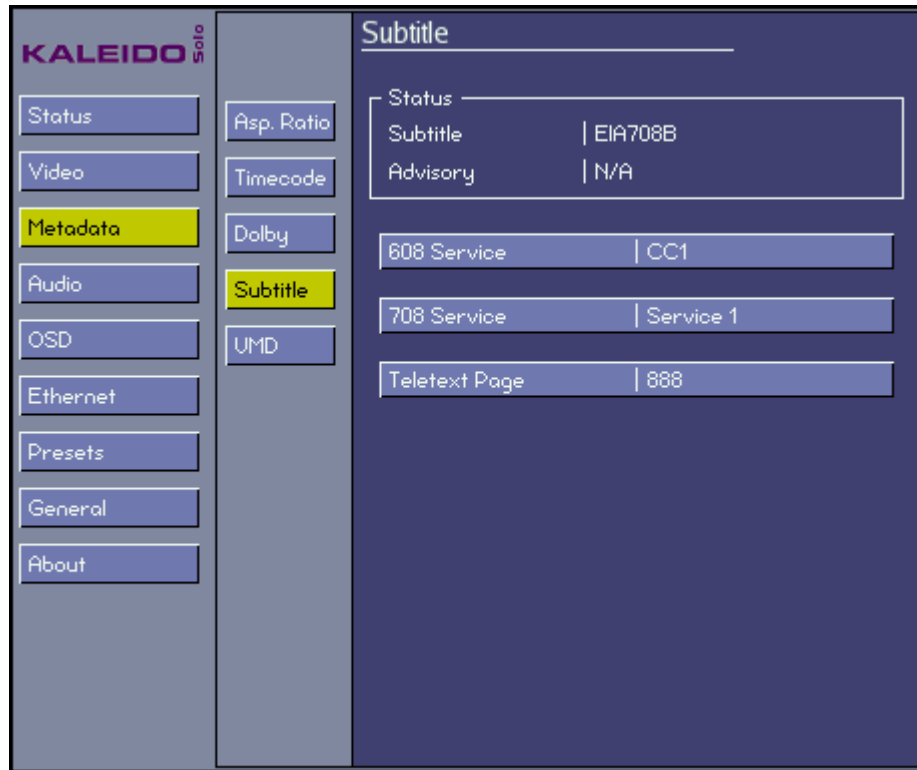 KALEIDO Solo
Status
Video
Metadata
Audio
OSD
Ethernet
Presets
General
About
Asp. Ratio
Timecode
Dolby
Subtitle
UMD
Subtitle
Status
Subtitle | EIA708B
Advisory | N/A
608 Service | CC1
708 Service | Service 1
Teletext Page | 888